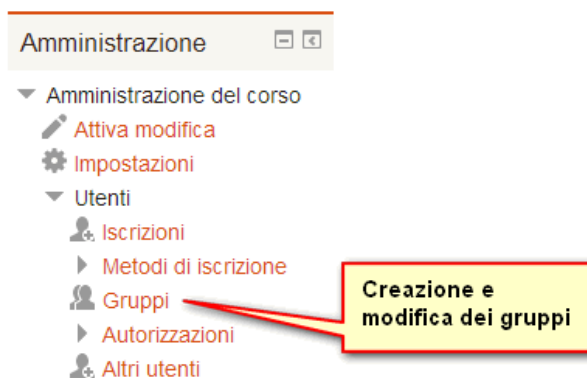 Amministrazione
Amministrazione del corso
Attiva modifica
Impostazioni
Utenti
Iscrizioni
Metodi di iscrizione
Gruppi
Creazione e
modifica dei gruppi
Autorizzazioni
Altri utenti